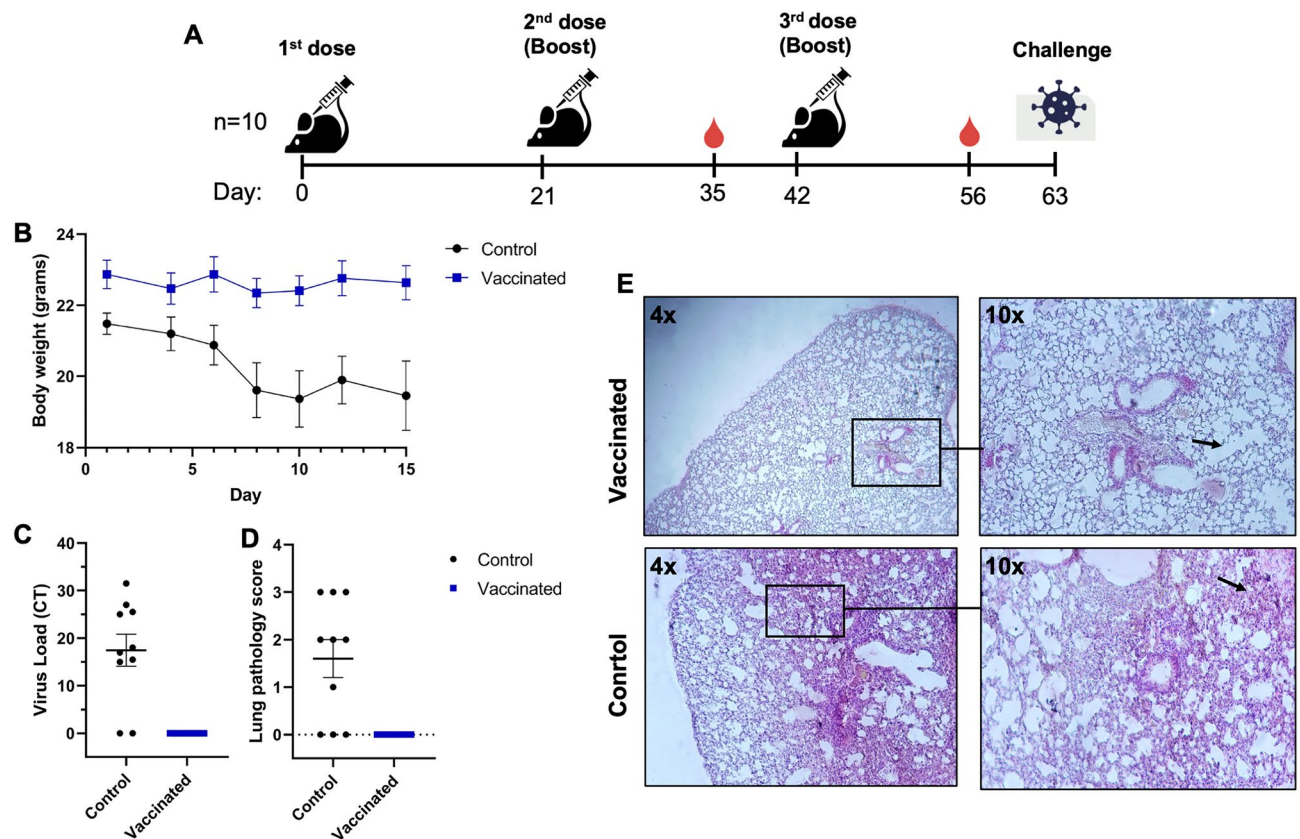 A
1st dose
2nd dose
(Boost)
3rd dose
(Boost)
Challenge
n=10
Day: 0 21 35 42 56 63
B
24
22
20
18
Body weight (grams)
0 5 10 15
Day
Control
Vaccinated
C
40
30
20
10
0
Virus Load (CT)
Control
Vaccinated
D
4
3
2
1
0
Lung pathology score
Control
Vaccinated
Control
Vaccinated
E
Vaccinated
4x
10x
Contorl
4x
10x